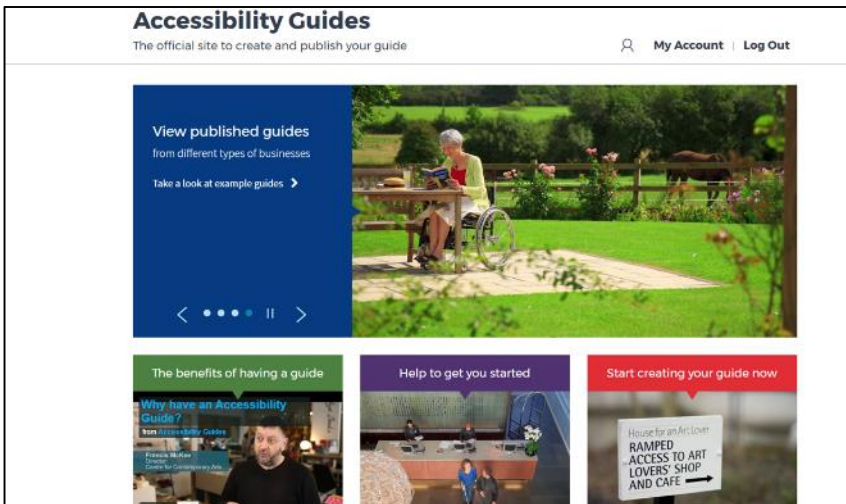 Accessibility Guides
The official site to create and publish your guide
My Account | Log Out
View published guides
from different types of businesses
Take a look at example guides
The benefits of having a guide
Help to get you started
Start creating your guide now
Why have an Accessibility
Guide?
from Accessibility Guides
Francis McKee
Director
Centre for Contemporary Arts
House for an Art Lover
RAMPED
ACCESS TO ART
LOVERS' SHOP
AND CAFE